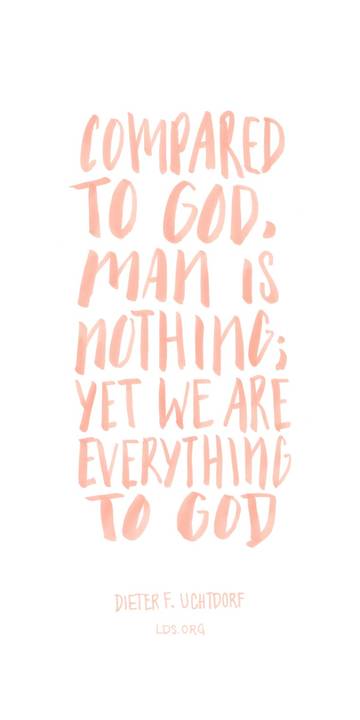 COMPARED
TO GOD,
MAN IS
NOTHING;
YET WE ARE
EVERYTHING
TO GOD
DIETER F. UCHTDORF
LDS.ORG